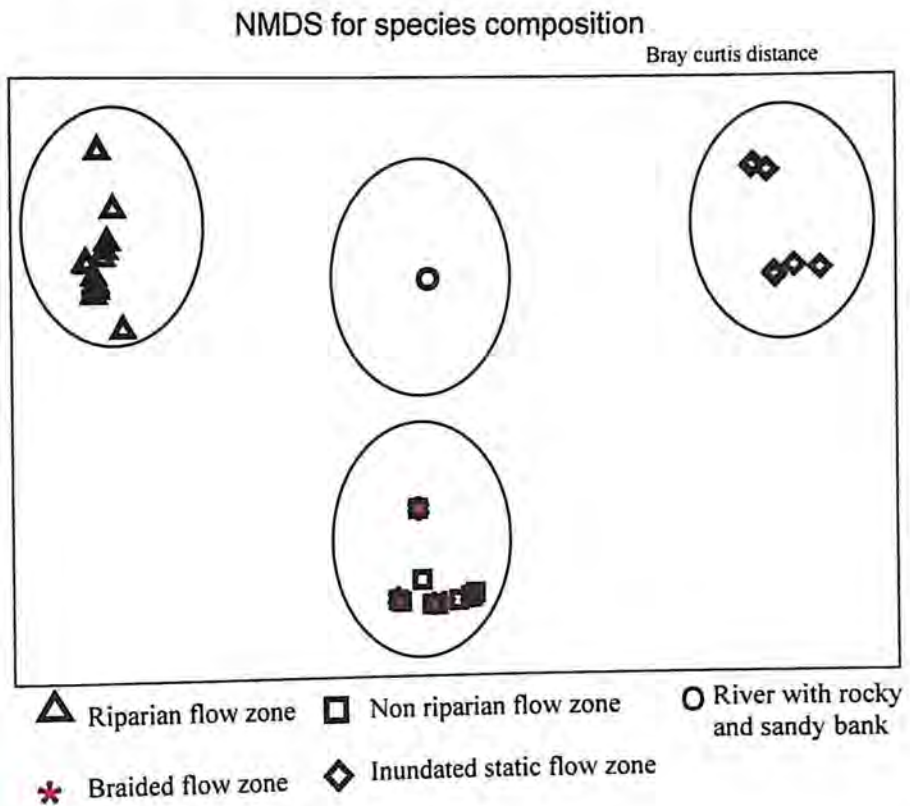 NMDS for species composition
Bray curtis distance
Riparian flow zone
Non riparian flow zone
River with rocky
and sandy bank
Braided flow zone
Inundated static flow zone